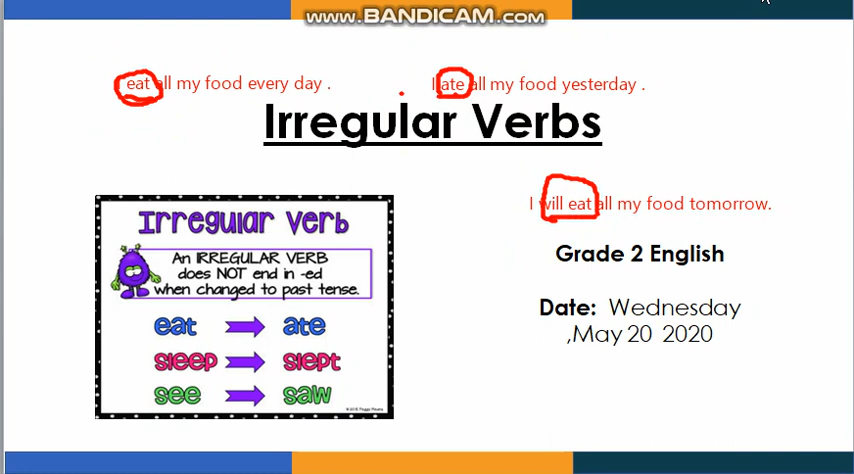 www.BANDICAM.com
eat all my food every day .
I ate all my food yesterday .
Irregular Verbs
I will eat all my food tomorrow.
Irregular Verb
An IRREGULAR VERB
does NOT end in -ed
when changed to past tense.
eat ate
sleep slept
see saw
Grade 2 English
Date: Wednesday
,May 20 2020